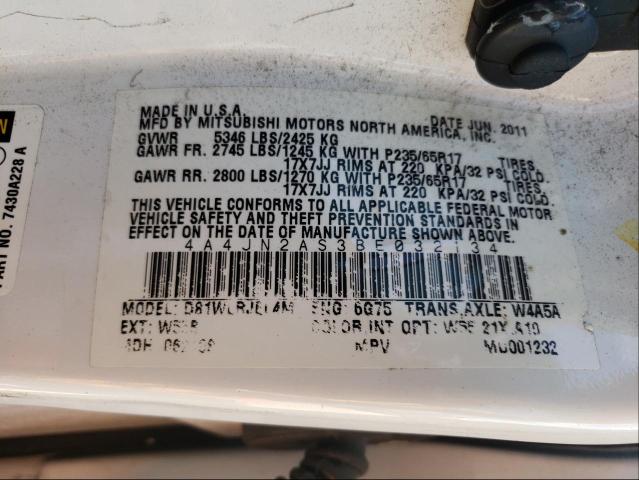 MADE IN U.S.A.
MFD BY MITSUBISHI MOTORS NORTH AMERICA, INC. DATE JUN. 2011
GVWR 5346 LBS/2425 KG
GAWR FR. 2745 LBS/1245 KG WITH P235/65R17 TIRES
17X7JJ RIMS AT 220 KPA/32 PSI COLD.
GAWR RR. 2800 LBS/1270 KG WITH P235/65R17 TIRES
17X7JJ RIMS AT 220 KPA/32 PSI COLD.
THIS VEHICLE CONFORMS TO ALL APPLICABLE FEDERAL MOTOR
VEHICLE SAFETY AND THEFT PREVENTION STANDARDS IN
EFFECT ON THE DATE OF MANUFACTURE SHOWN ABOVE.
MODEL: ENG: 6G75 TRANS,AXLE: W4A5A
EXT: COLOR,INT OPT:
MPV MU001232
PART NO. 7430A228 A